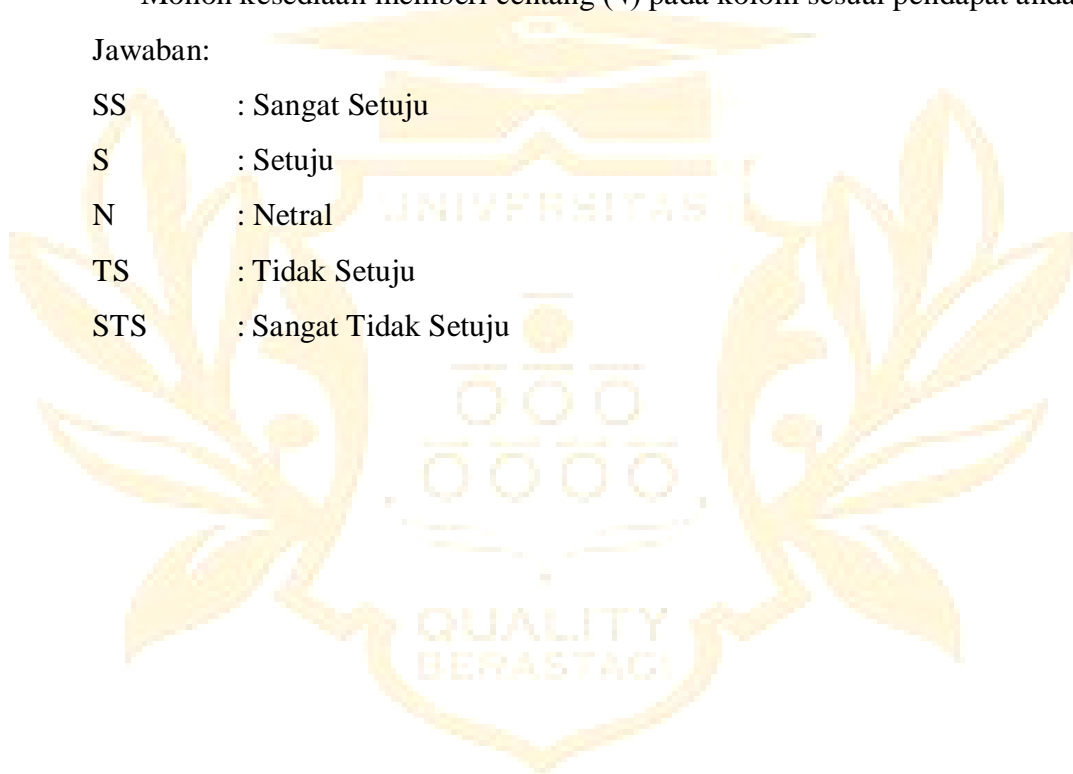 Mohon kesediaan memberi centang (√) pada kolom sesuai pendapat anda
Jawaban:
SS : Sangat Setuju
S : Setuju
N : Netral
TS : Tidak Setuju
STS : Sangat Tidak Setuju
UNIVERSITAS
QUALITY
BERASTAGI